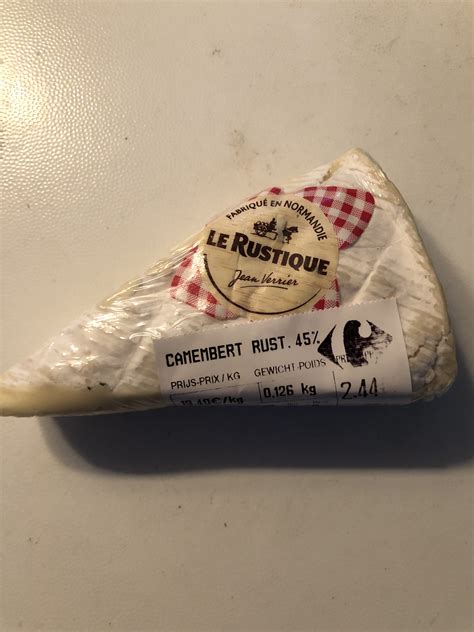 FABRIQUÉ EN NORMANDIE
LE RUSTIQUE
Jean Verrier
CAMEMBERT RUST. 45%
PRIJS-PRIX / KG GEWICHT-POIDS
0.126 kg 2.44